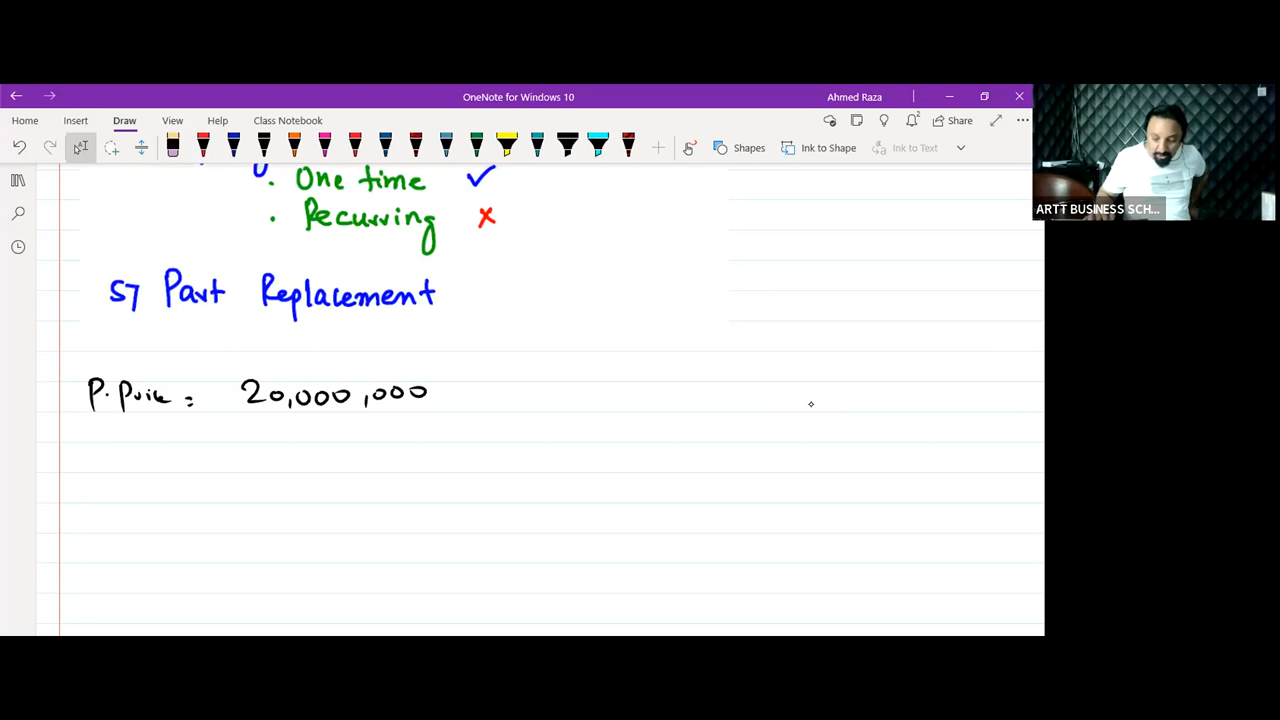 OneNote for Windows 10
Ahmed Raza
Home Insert Draw View Help Class Notebook
Share
Shapes Ink to Shape Ink to Text
ARTT BUSINESS SCH...
· One time ✓
· Recurring ×
5) Part Replacement
P. Price = 20,000,000